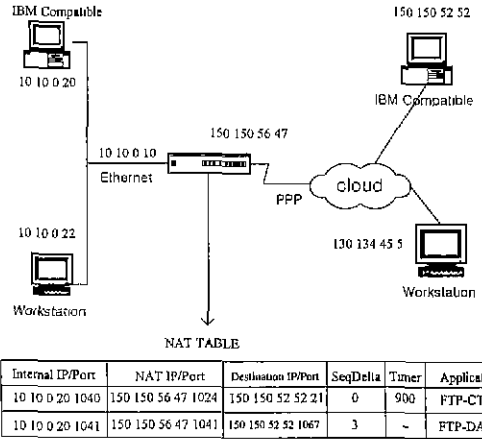 IBM Compatible
150 150 52 52
10 10 0 20
IBM Compatible
150 150 56 47
10 10 0 10
Ethernet
cloud
PPP
10 10 0 22
130 134 45 5
Workstation
Workstation
NAT TABLE
Internal IP/Port NAT IP/Port Destination IP/Port SeqDelta Timer Applicat
10 10 0 20 1040 150 150 56 47 1024 150 150 52 52 21 0 900 FTP-CT
10 10 0 20 1041 150 150 56 47 1041 150 150 52 52 1067 3 - FTP-DA